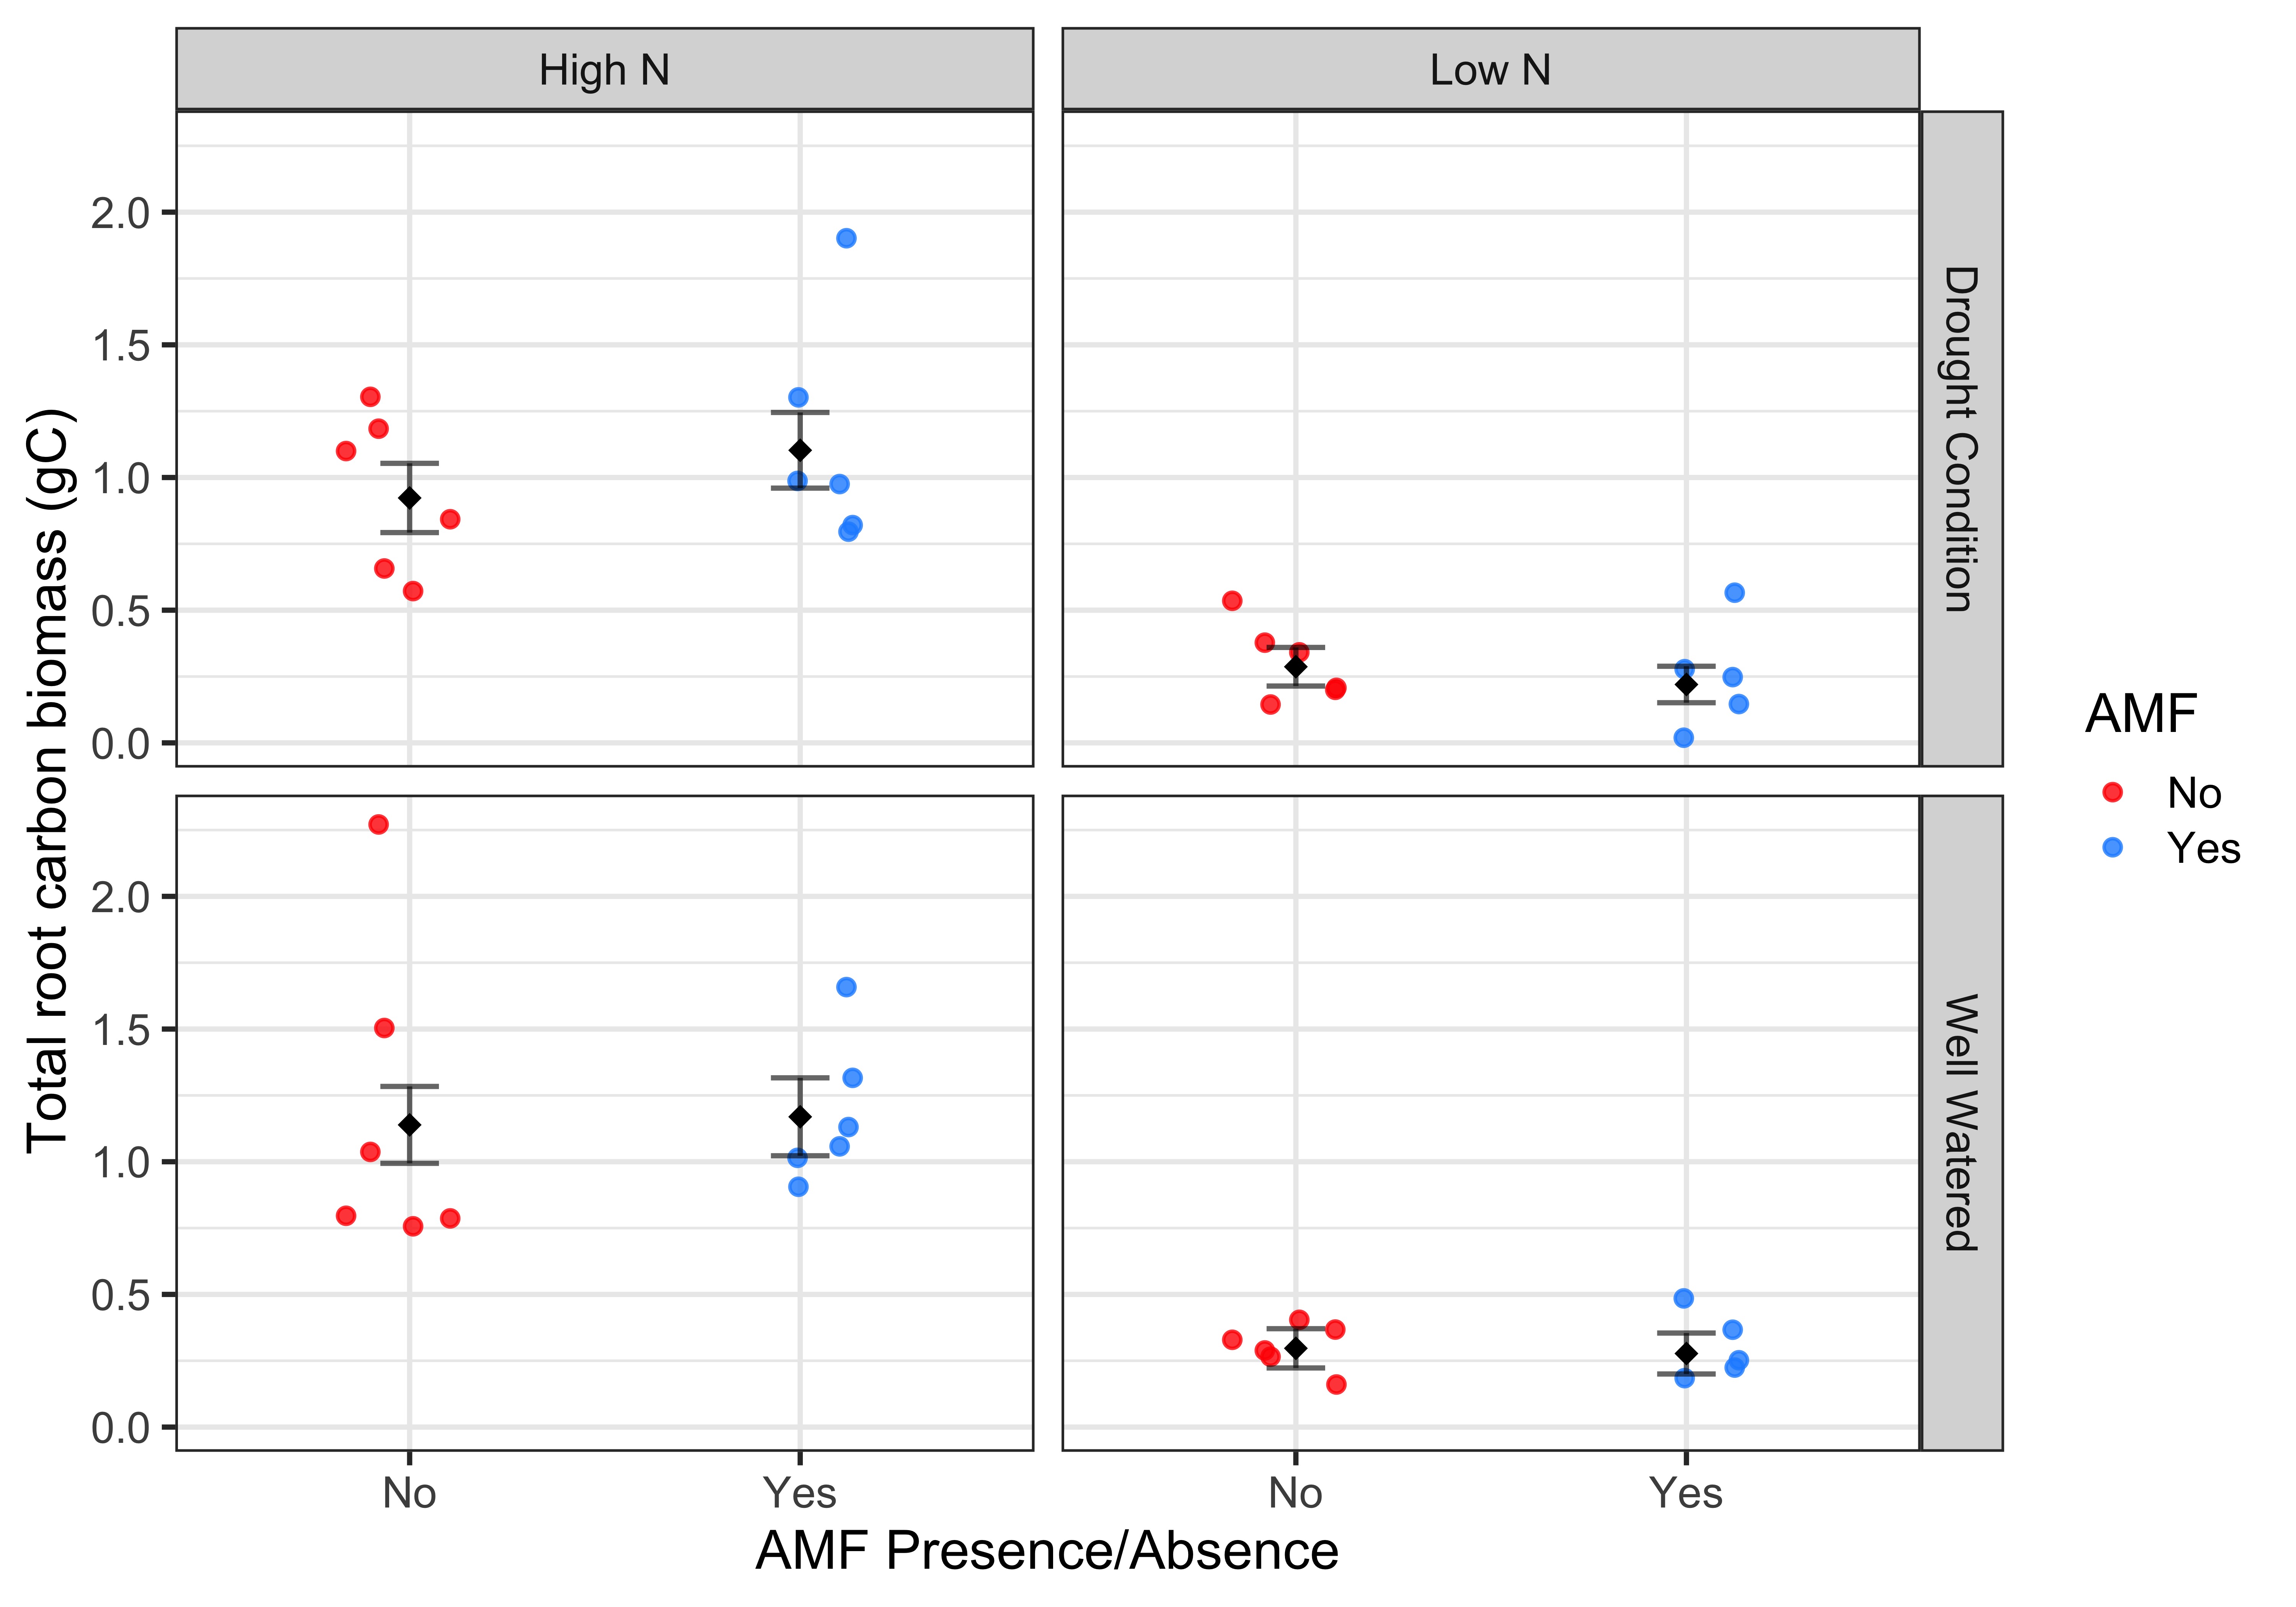 High N
Low N
2.0
1.5
1.0
0.5
0.0
Drought Condition
2.0
1.5
1.0
0.5
0.0
Well Watered
Total root carbon biomass (gC)
No
Yes
No
Yes
AMF Presence/Absence
AMF
No
Yes